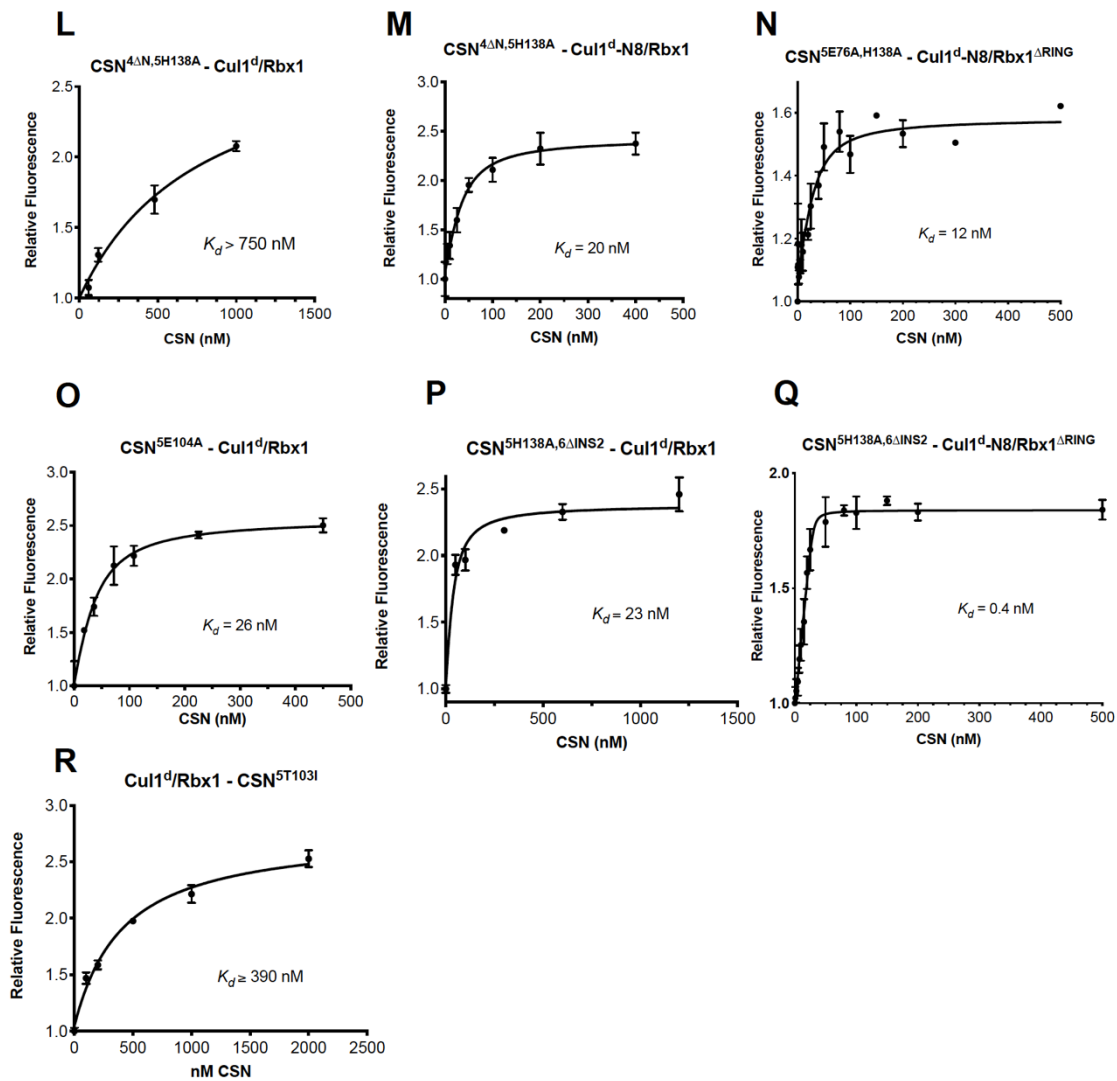 L
CSN4ΔN,5H138A - Cul1d/Rbx1
Relative Fluorescence
2.5
2.0
1.5
1.0
Kd > 750 nM
0 500 1000 1500
CSN (nM)
M
CSN4ΔN,5H138A - Cul1d-N8/Rbx1
Relative Fluorescence
3.0
2.5
2.0
1.5
1.0
Kd = 20 nM
0 100 200 300 400 500
CSN (nM)
N
CSN5E76A,H138A - Cul1d-N8/Rbx1ΔRING
Relative Fluorescence
1.6
1.4
1.2
1.0
Kd = 12 nM
0 100 200 300 400 500
CSN (nM)
O
CSN5E104A - Cul1d/Rbx1
Relative Fluorescence
3.0
2.5
2.0
1.5
1.0
Kd = 26 nM
0 100 200 300 400 500
CSN (nM)
P
CSN5H138A,6ΔINS2 - Cul1d/Rbx1
Relative Fluorescence
2.5
2.0
1.5
1.0
Kd = 23 nM
0 500 1000 1500
CSN (nM)
Q
CSN5H138A,6ΔINS2 - Cul1d-N8/Rbx1ΔRING
Relative Fluorescence
2.0
1.5
1.0
Kd = 0.4 nM
0 100 200 300 400 500
CSN (nM)
R
Cul1d/Rbx1 - CSN5T103I
Relative Fluorescence
3.0
2.5
2.0
1.5
1.0
Kd ≥ 390 nM
0 500 1000 1500 2000 2500
nM CSN